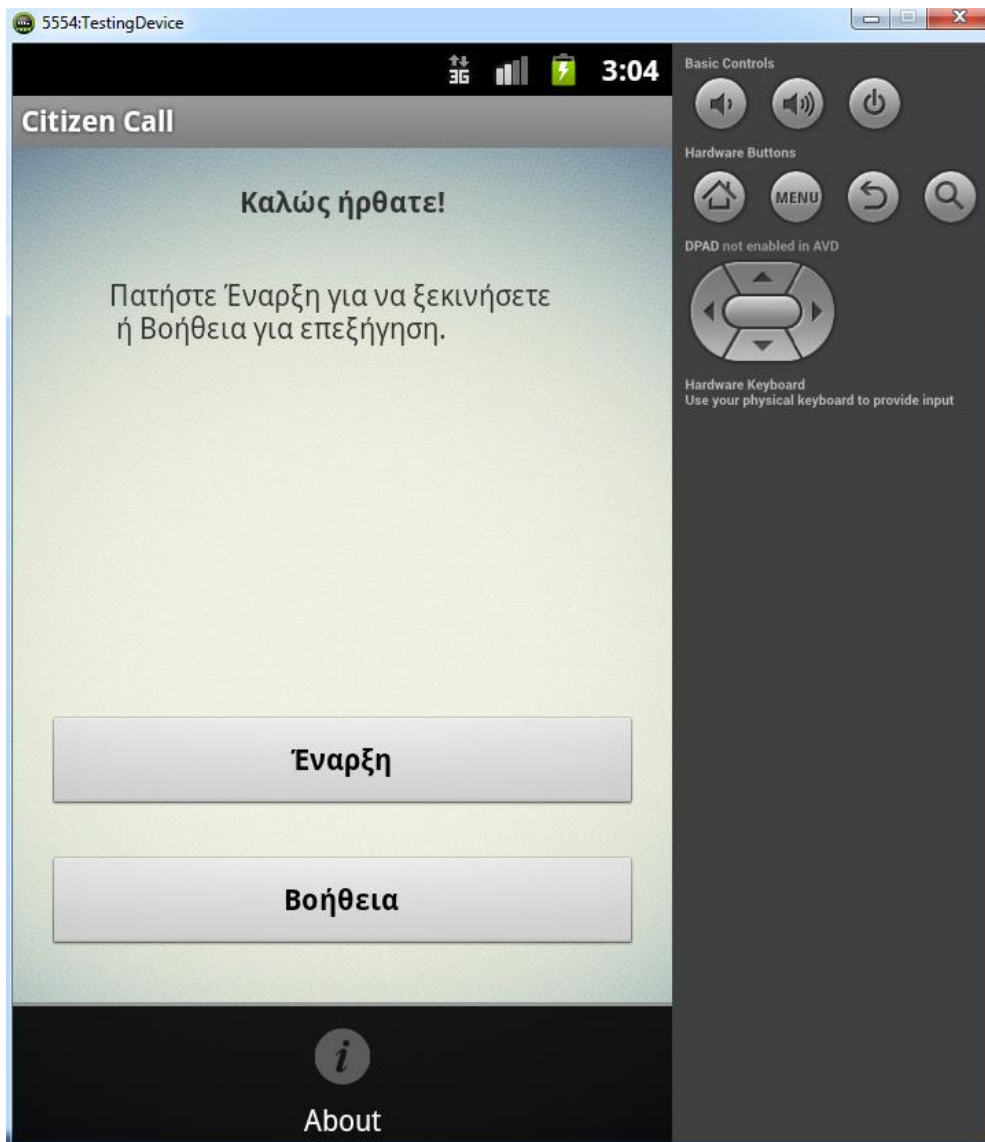 5554:TestingDevice
3G
3:04
Citizen Call
Καλώς ήρθατε!
Πατήστε Έναρξη για να ξεκινήσετε
ή Βοήθεια για επεξήγηση.
Έναρξη
Βοήθεια
About
Basic Controls
Hardware Buttons
MENU
DPAD not enabled in AVD
Hardware Keyboard
Use your physical keyboard to provide input